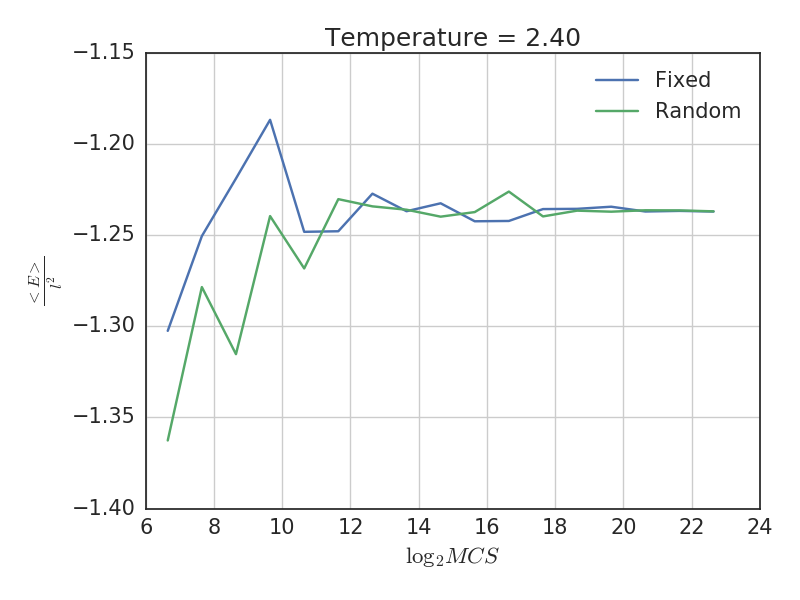 Temperature = 2.40
−1.15
−1.20
−1.25
−1.30
−1.35
−1.40
<E>
l²
Fixed
Random
6 8 10 12 14 16 18 20 22 24
log₂MCS